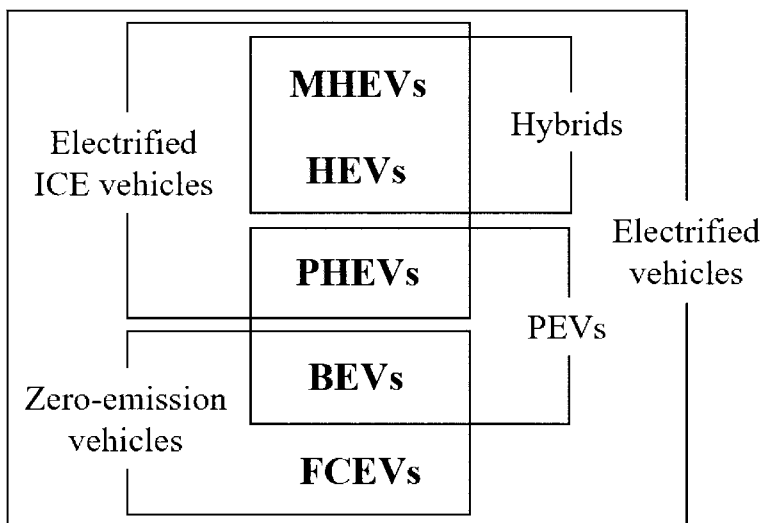 MHEVs
Hybrids
Electrified
ICE vehicles
HEVs
Electrified
vehicles
PHEVs
PEVs
BEVs
Zero-emission
vehicles
FCEVs